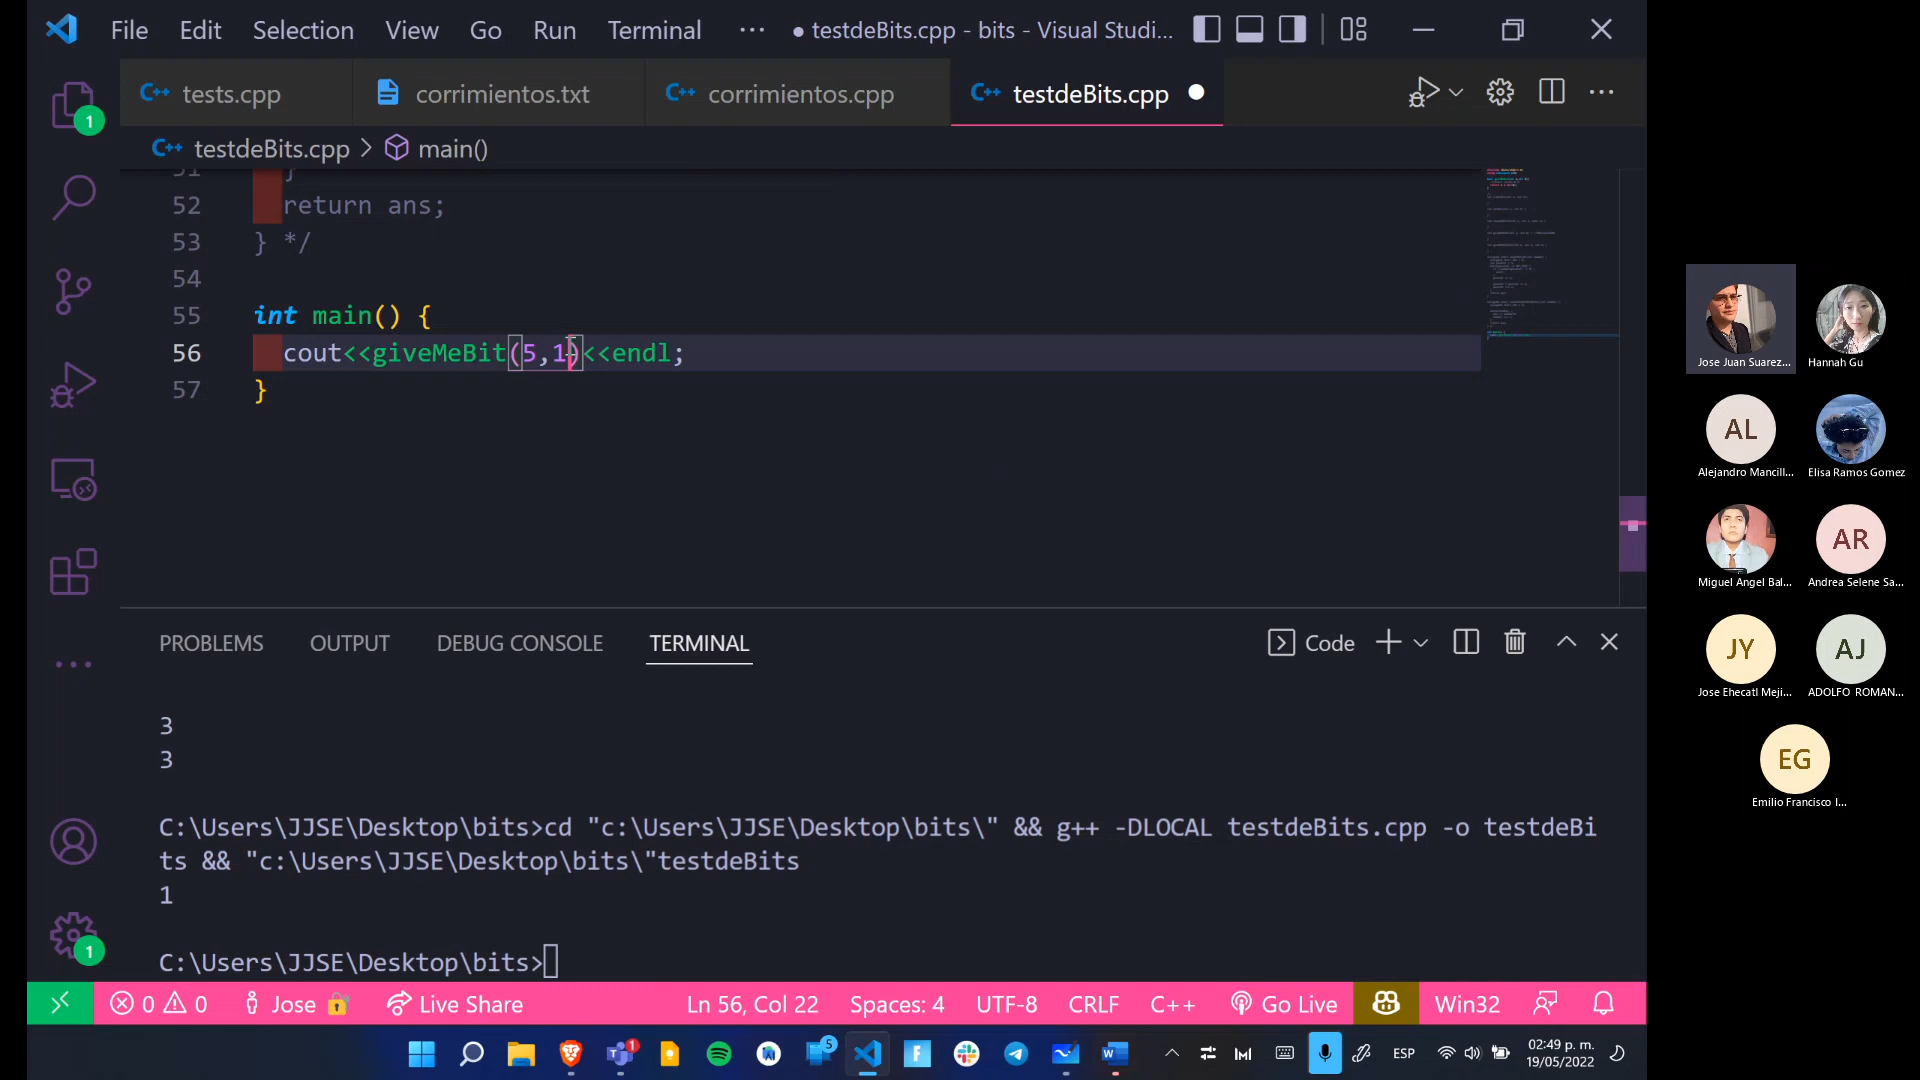 File Edit Selection View Go Run Terminal ··· ● testdeBits.cpp - bits - Visual Studi...
tests.cpp
corrimientos.txt
corrimientos.cpp
testdeBits.cpp
testdeBits.cpp > main()
51 }
52 return ans;
53 } */
54
55 int main() {
56 cout<<giveMeBit(5,1)<<endl;
57 }
PROBLEMS OUTPUT DEBUG CONSOLE TERMINAL
Code
3
3
C:\Users\JJSE\Desktop\bits>cd "c:\Users\JJSE\Desktop\bits\" && g++ -DLOCAL testdeBits.cpp -o testdeBi
ts && "c:\Users\JJSE\Desktop\bits\"testdeBits
1
C:\Users\JJSE\Desktop\bits>
0 0 Jose Live Share Ln 56, Col 22 Spaces: 4 UTF-8 CRLF C++ Go Live Win32
ESP
02:49 p. m.
19/05/2022
1
1
1
5
Jose Juan Suarez...
Hannah Gu
AL
Alejandro Mancill...
Elisa Ramos Gomez
Miguel Angel Bal...
AR
Andrea Selene Sa...
JY
Jose Ehecatl Meji...
AJ
ADOLFO ROMAN...
EG
Emilio Francisco I...